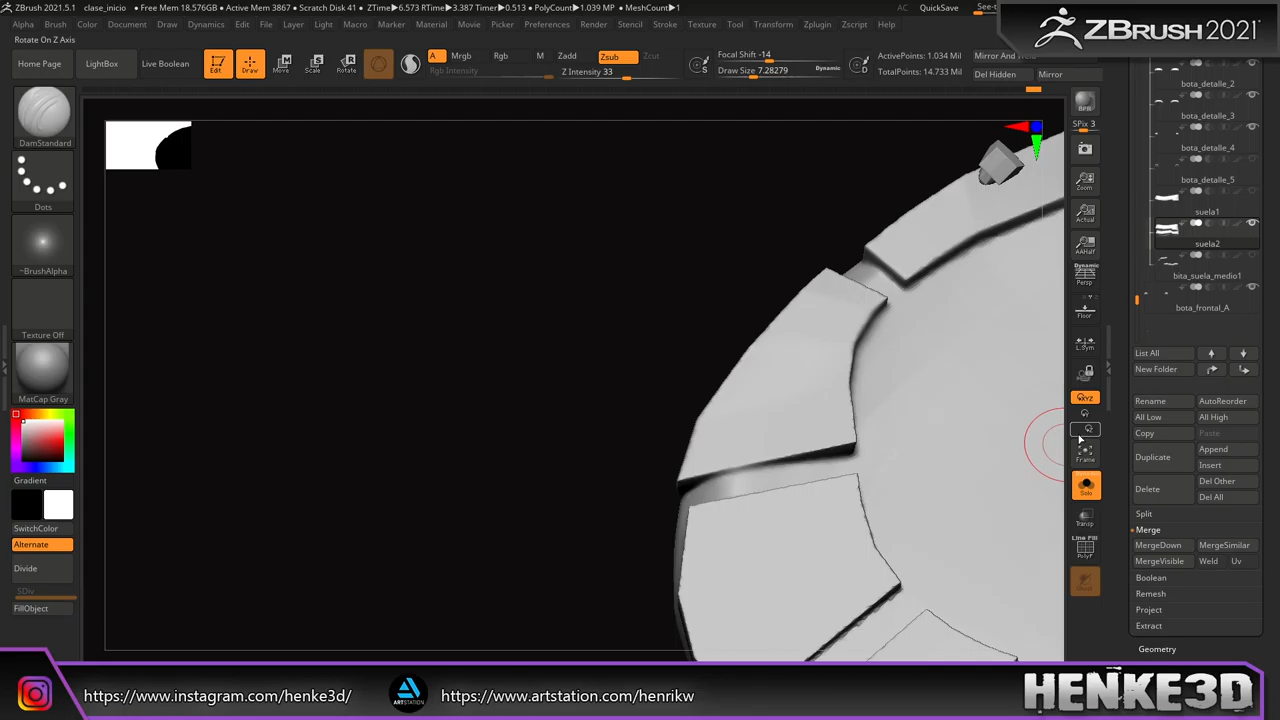 ZBrush 2021.5.1   clase_inicio   • Free Mem 18.576GB • Active Mem 3867 • Scratch Disk 41 • ZTime▸6.573 RTime▸3.387 Timer▸0.513 • PolyCount▸1.039 MP • MeshCount▸1   AC   QuickSave   See-t
Alpha Brush Color Document Draw Dynamics Edit File Layer Light Macro Marker Material Movie Picker Preferences Render Stencil Stroke Texture Tool Transform Zplugin Zscript Help
ZBRUSH 2021
Rotate On Z Axis
Home Page LightBox Live Boolean Edit Draw Move Scale Rotate A Mrgb Rgb M Zadd Zsub Zcut
Rgb Intensity Z Intensity 33
Focal Shift -14
Draw Size 7.28279 Dynamic
S D
ActivePoints: 1.034 Mil
TotalPoints: 14.733 Mil
Del Hidden Mirror
DamStandard
Dots
~BrushAlpha
Texture Off
MatCap Gray
Gradient
SwitchColor
Alternate
Divide
SDiv
FillObject
BPR
SPix 3
Zoom
Actual
AAHalf
Dynamic
Persp
Floor
L.Sym
XYZ
Frame
Solo
Transp
Line Fill
PolyF
bota_detalle_2
bota_detalle_3
bota_detalle_4
bota_detalle_5
suela1
suela2
bita_suela_medio1
bota_frontal_A
List All
New Folder
Rename AutoReorder
All Low All High
Copy Paste
Duplicate Append
Insert
Delete Del Other
Del All
Split
Merge
MergeDown MergeSimilar
MergeVisible Weld Uv
Boolean
Remesh
Project
Extract
Geometry
https://www.instagram.com/henke3d/
ARTSTATION
https://www.artstation.com/henrikw
HENKE3D